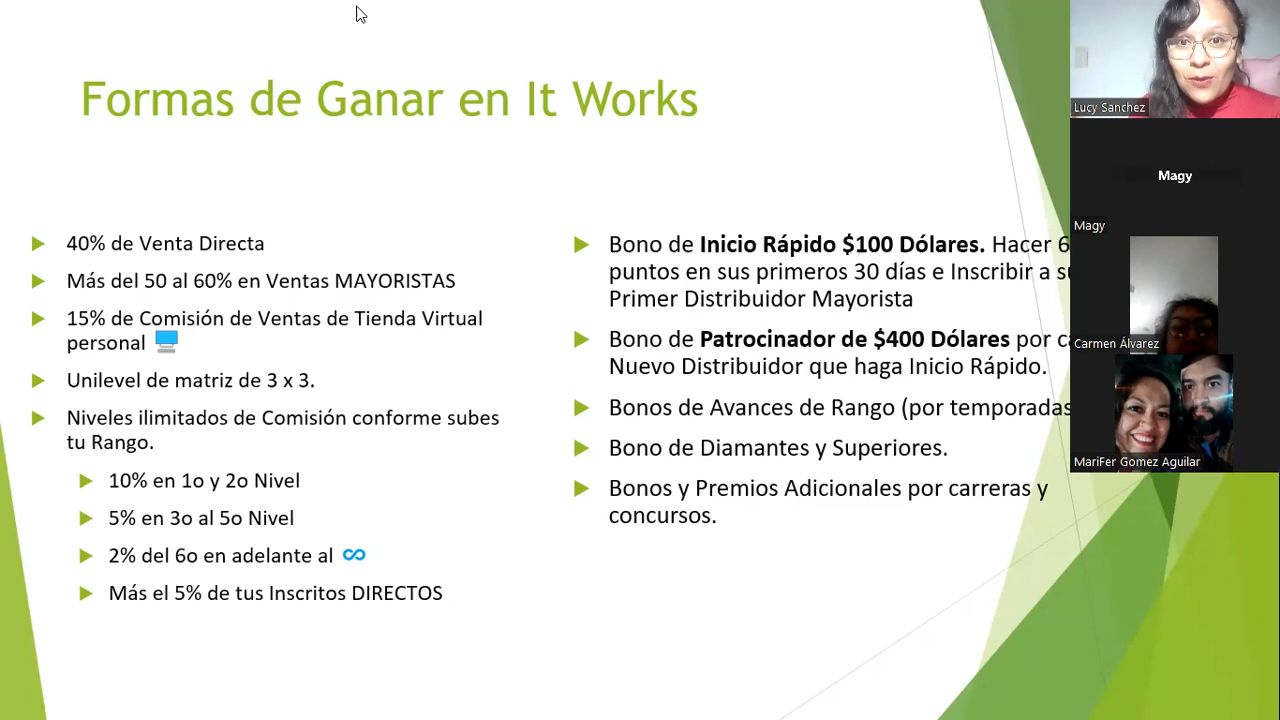 Formas de Ganar en It Works
40% de Venta Directa
Más del 50 al 60% en Ventas MAYORISTAS
15% de Comisión de Ventas de Tienda Virtual
personal
Unilevel de matriz de 3 x 3.
Niveles ilimitados de Comisión conforme subes
tu Rango.
10% en 1o y 2o Nivel
5% en 3o al 5o Nivel
2% del 6o en adelante al ∞
Más el 5% de tus Inscritos DIRECTOS
Bono de Inicio Rápido $100 Dólares. Hacer 6
puntos en sus primeros 30 días e Inscribir a
Primer Distribuidor Mayorista
Bono de Patrocinador de $400 Dólares por
Nuevo Distribuidor que haga Inicio Rápido.
Bonos de Avances de Rango (por temporadas
Bono de Diamantes y Superiores.
Bonos y Premios Adicionales por carreras y
concursos.
Lucy Sanchez
Magy
Magy
Carmen Álvarez
MariFer Gomez Aguilar